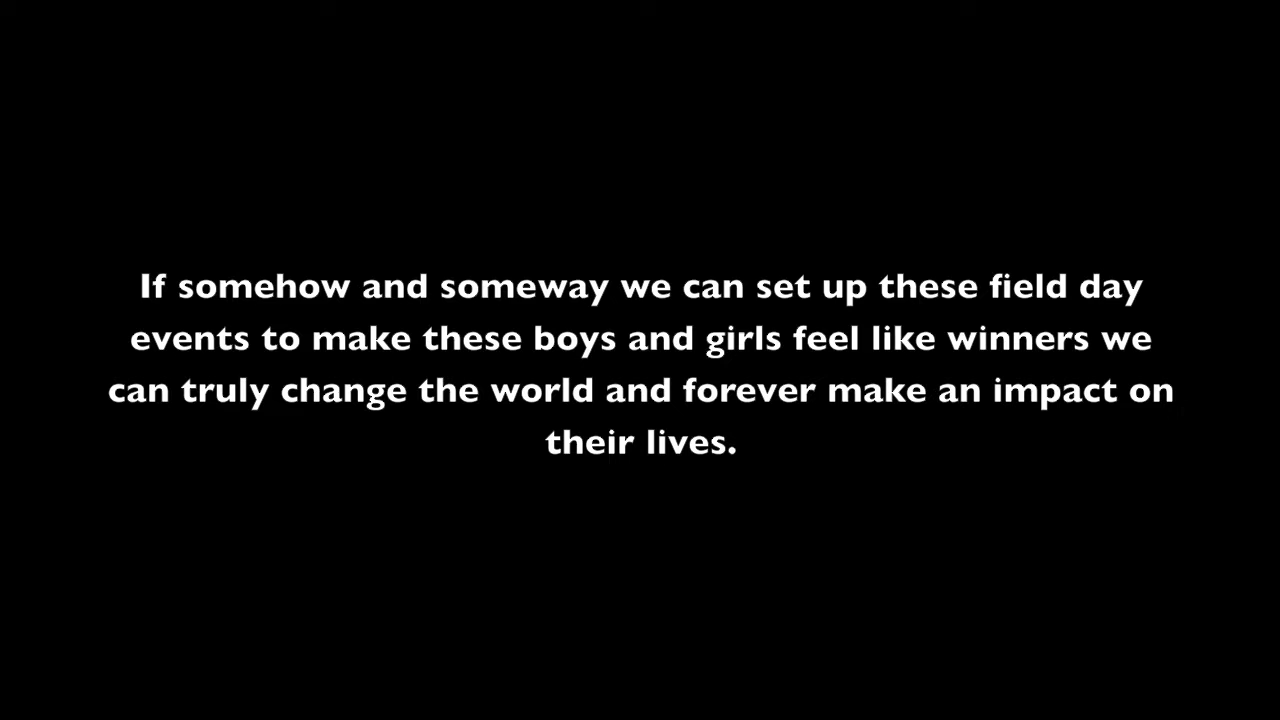 If somehow and someway we can set up these field day
events to make these boys and girls feel like winners we
can truly change the world and forever make an impact on
their lives.